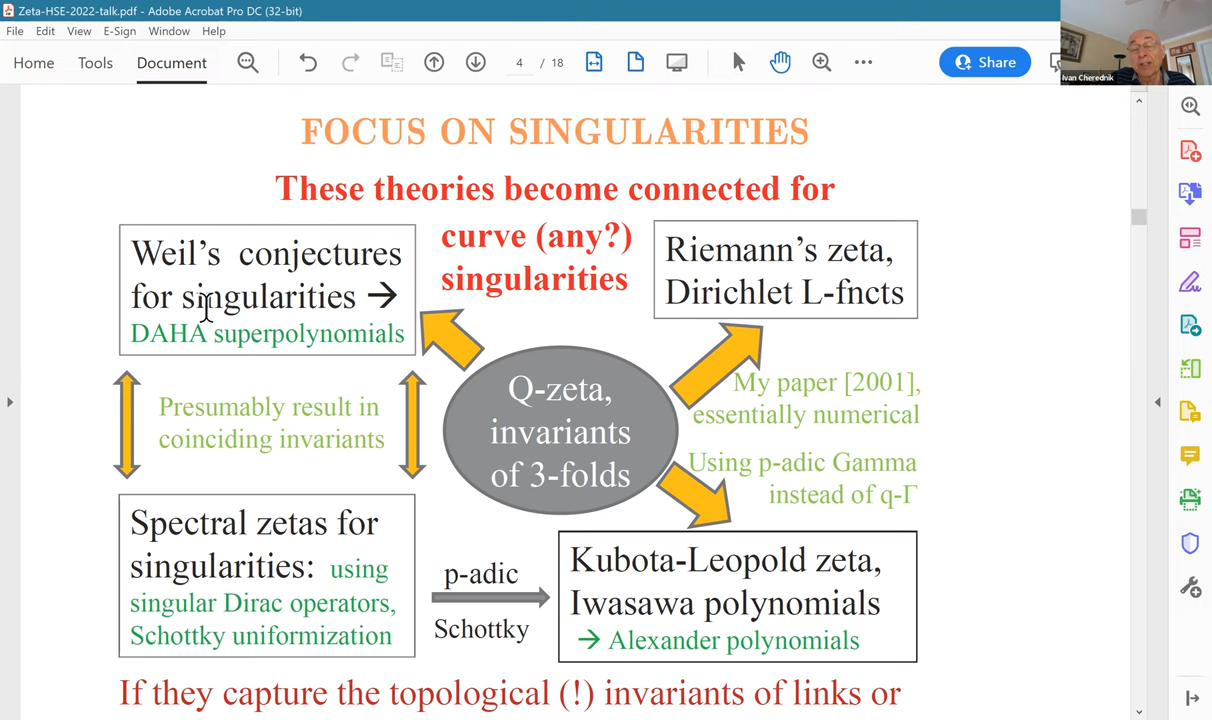 Zeta-HSE-2022-talk.pdf - Adobe Acrobat Pro DC (32-bit)
File Edit View E-Sign Window Help
Home Tools Document 4 / 18 Share
Ivan Cherednik
FOCUS ON SINGULARITIES
These theories become connected for
curve (any?)
singularities
Weil’s conjectures
for singularities →
DAHA superpolynomials
Riemann’s zeta,
Dirichlet L-fncts
Q-zeta,
invariants
of 3-folds
My paper [2001],
essentially numerical
Presumably result in
coinciding invariants
Using p-adic Gamma
instead of q-Γ
Spectral zetas for
singularities: using
singular Dirac operators,
Schottky uniformization
p-adic
Schottky
Kubota-Leopold zeta,
Iwasawa polynomials
→ Alexander polynomials
If they capture the topological (!) invariants of links or